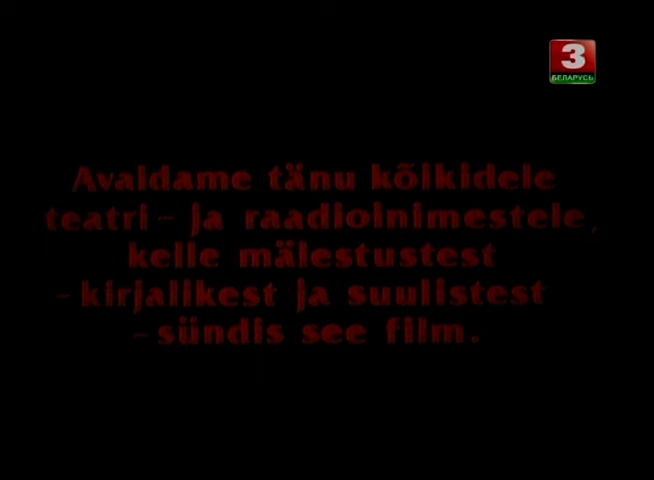 3
БЕЛАРУСЬ
Avaldame tänu kõikidele
teatri- ja raadioinimestele,
kelle mälestustest
-kirjalikest ja suulistest
-sündis see film.